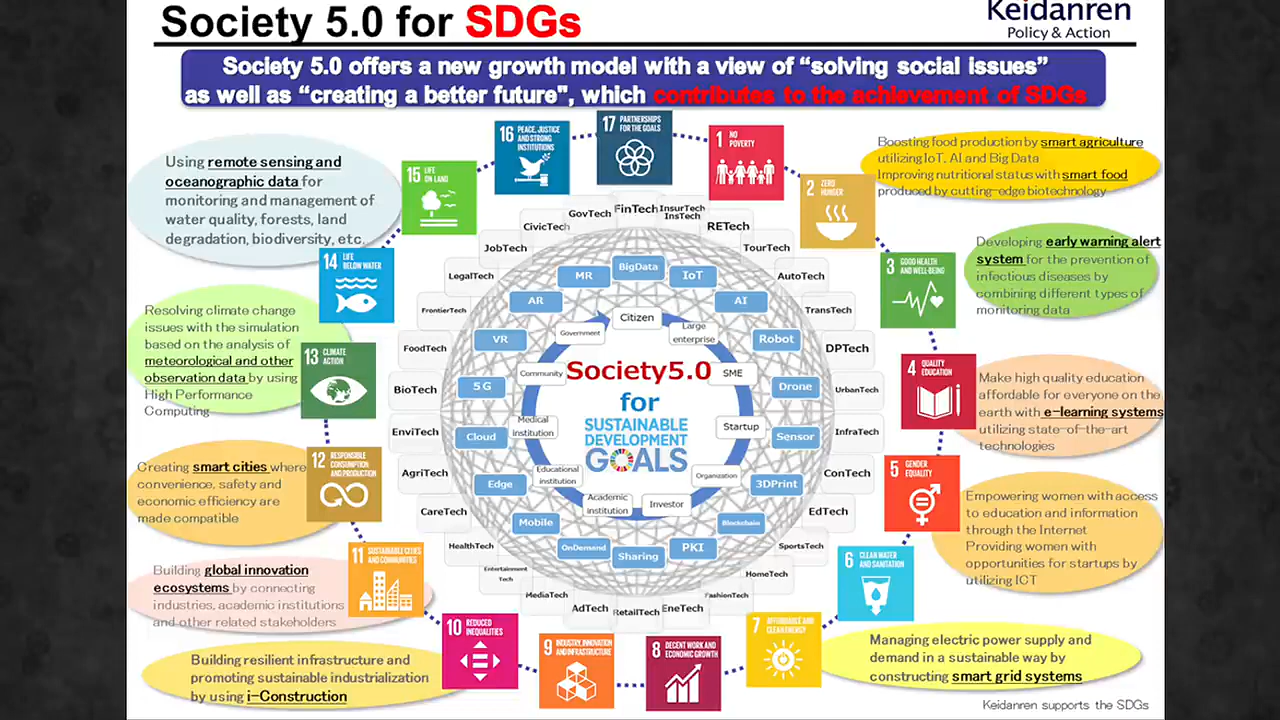 Society 5.0 for SDGs
Keidanren
Policy & Action
Society 5.0 offers a new growth model with a view of “solving social issues”
as well as “creating a better future", which contributes to the achievement of SDGs
Using remote sensing and
oceanographic data for
monitoring and management of
water quality, forests, land
degradation, biodiversity, etc.
Resolving climate change
issues with the simulation
based on the analysis of
meteorological and other
observation data by using
High Performance
Computing
Creating smart cities where
convenience, safety and
economic efficiency are
made compatible
Building global innovation
ecosystems by connecting
industries, academic institutions
and other related stakeholders
Building resilient infrastructure and
promoting sustainable industrialization
by using i-Construction
17 PARTNERSHIPS
FOR THE GOALS
1 NO
POVERTY
2 ZERO
HUNGER
3 GOOD HEALTH
AND WELL-BEING
4 QUALITY
EDUCATION
5 GENDER
EQUALITY
6 CLEAN WATER
AND SANITATION
7 AFFORDABLE AND
CLEAN ENERGY
8 DECENT WORK AND
ECONOMIC GROWTH
9 INDUSTRY, INNOVATION
AND INFRASTRUCTURE
10 REDUCED
INEQUALITIES
11 SUSTAINABLE CITIES
AND COMMUNITIES
12 RESPONSIBLE
CONSUMPTION
AND PRODUCTION
13 CLIMATE
ACTION
14 LIFE
BELOW WATER
15 LIFE
ON LAND
16 PEACE, JUSTICE
AND STRONG
INSTITUTIONS
FinTech
InsurTech
InsTech
RETech
TourTech
AutoTech
TransTech
DPTech
UrbanTech
InfraTech
ConTech
EdTech
SportsTech
HomeTech
FashionTech
EneTech
RetailTech
AdTech
MediaTech
Entertainment
Tech
HealthTech
CareTech
AgriTech
EnviTech
BioTech
FoodTech
FrontierTech
LegalTech
JobTech
CivicTech
GovTech
BigData
IoT
AI
Robot
Drone
Sensor
3DPrint
Blockchain
PKI
Sharing
OnDemand
Mobile
Edge
Cloud
5G
VR
AR
MR
Citizen
Large
enterprise
SME
Startup
Organization
Investor
Academic
institution
Educational
institution
Medical
institution
Community
Government
Society5.0
for
SUSTAINABLE
DEVELOPMENT
GOALS
Boosting food production by smart agriculture
utilizing IoT, AI and Big Data
Improving nutritional status with smart food
produced by cutting-edge biotechnology
Developing early warning alert
system for the prevention of
infectious diseases by
combining different types of
monitoring data
Make high quality education
affordable for everyone on the
earth with e-learning systems
utilizing state-of-the-art
technologies
Empowering women with access
to education and information
through the Internet
Providing women with
opportunities for startups by
utilizing ICT
Managing electric power supply and
demand in a sustainable way by
constructing smart grid systems
Keidanren supports the SDGs